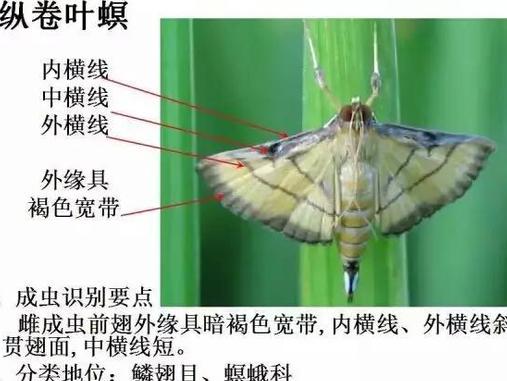 纵卷叶螟
内横线
中横线
外横线
外缘具
褐色宽带
成虫识别要点
雌成虫前翅外缘具暗褐色宽带,内横线、外横线斜
贯翅面,中横线短。
分类地位：鳞翅目、螟蛾科